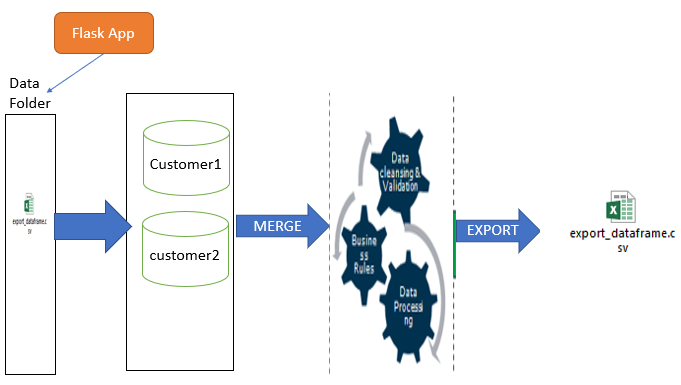 Flask App
Data
Folder
export_dataframe.c
sv
Customer1
customer2
MERGE
Data
cleansing &
Validation
Busine
ss
Rules
Data
Processi
ng
EXPORT
export_dataframe.c
sv